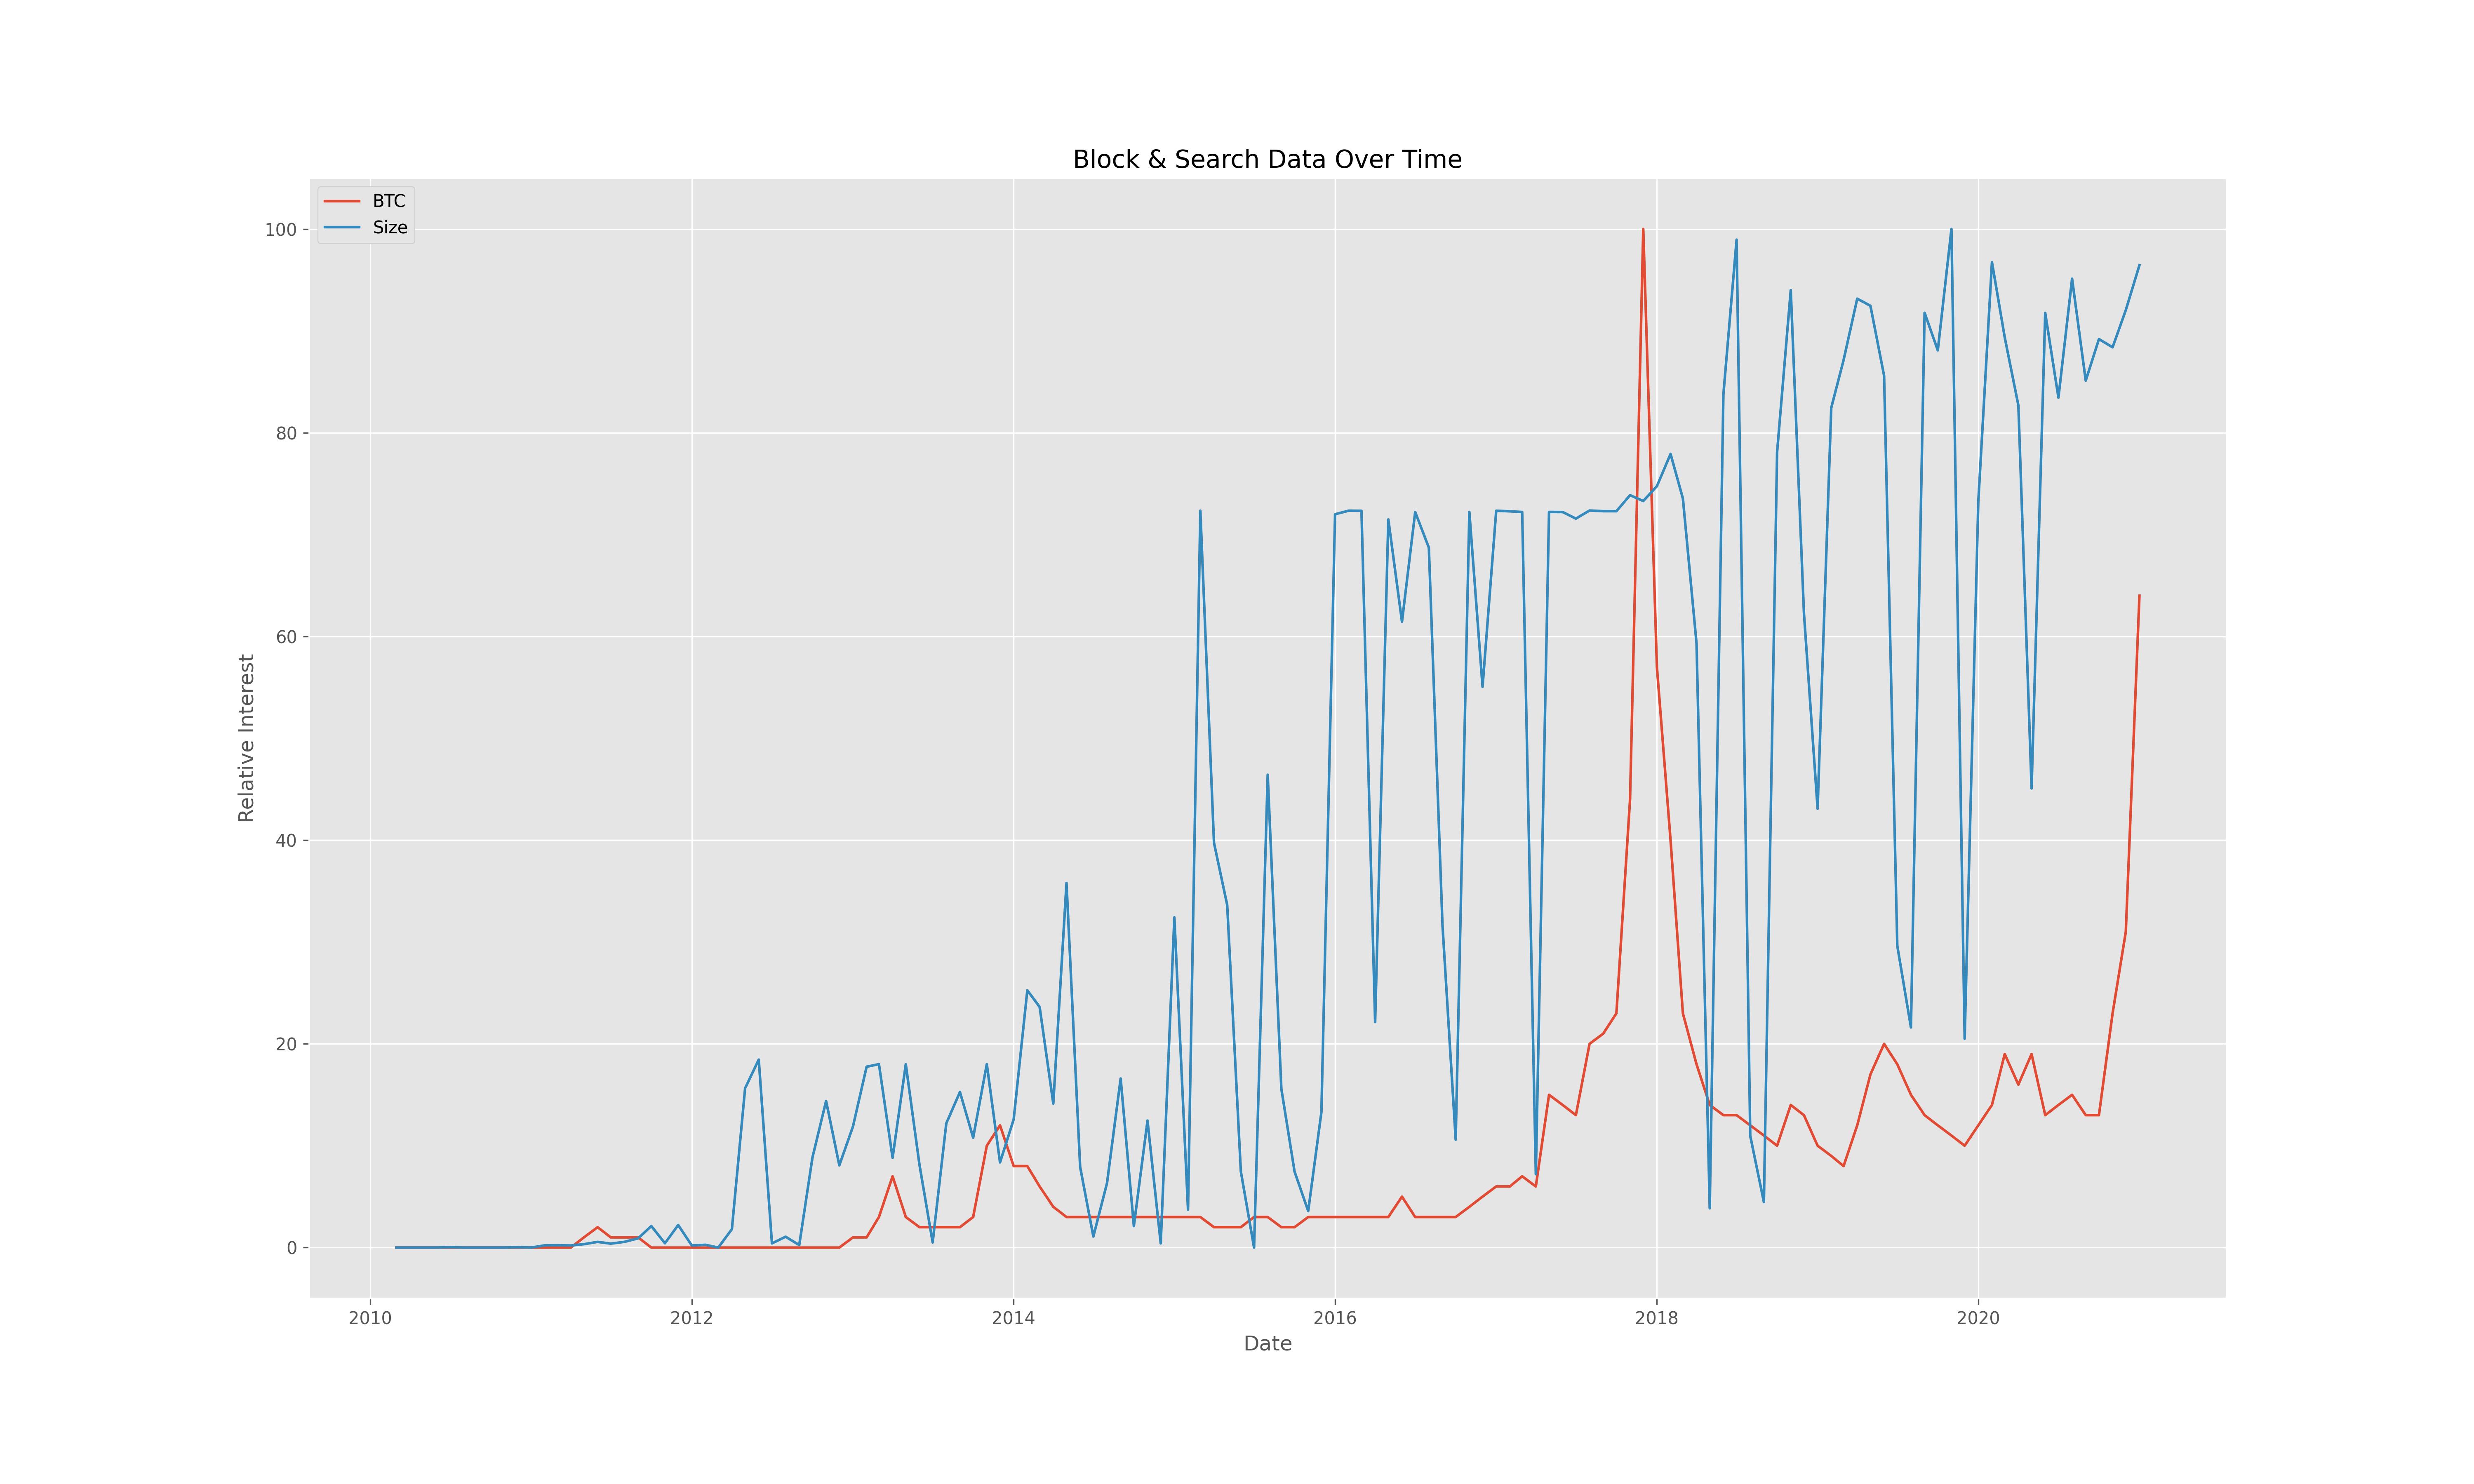 Block & Search Data Over Time
BTC
Size
100
80
60
40
20
0
Relative Interest
2010 2012 2014 2016 2018 2020
Date